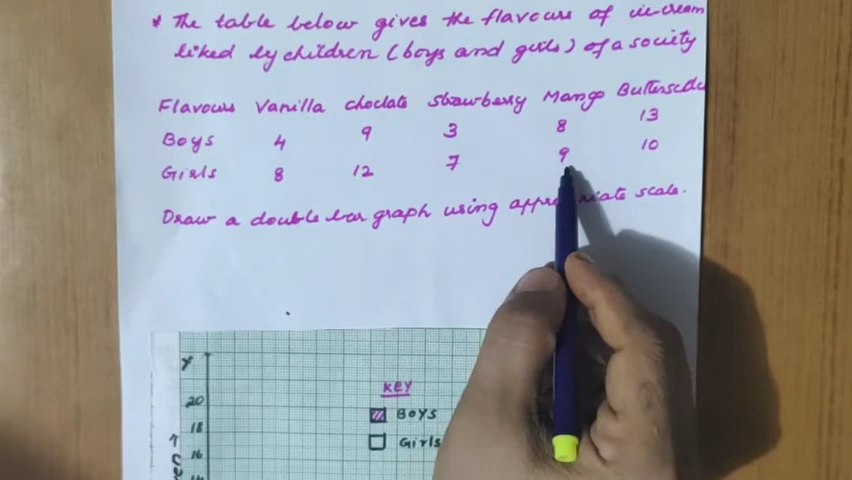 * The table below gives the flavours of ice-cream
liked by children (boys and girls) of a society
Flavours Vanilla choclate strawberry Mango
Boys 4 9 3 8 13
Girls 8 12 7 9 10
Draw a double bar graph using scale.
Y
KEY
20
Boys
18
Girls
16